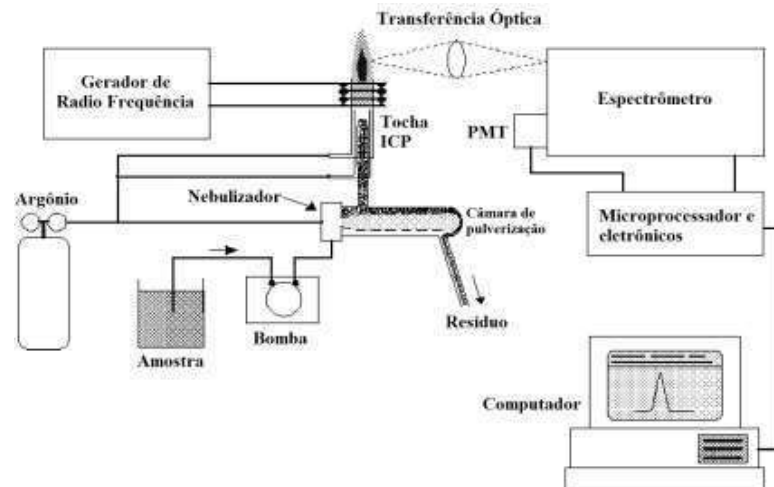 Transferência Óptica
Gerador de
Radio Frequência
Espectrômetro
Tocha
ICP
PMT
Argônio
Nebulizador
Câmara de
pulverização
Microprocessador e
eletrônicos
Bomba
Resíduo
Amostra
Computador